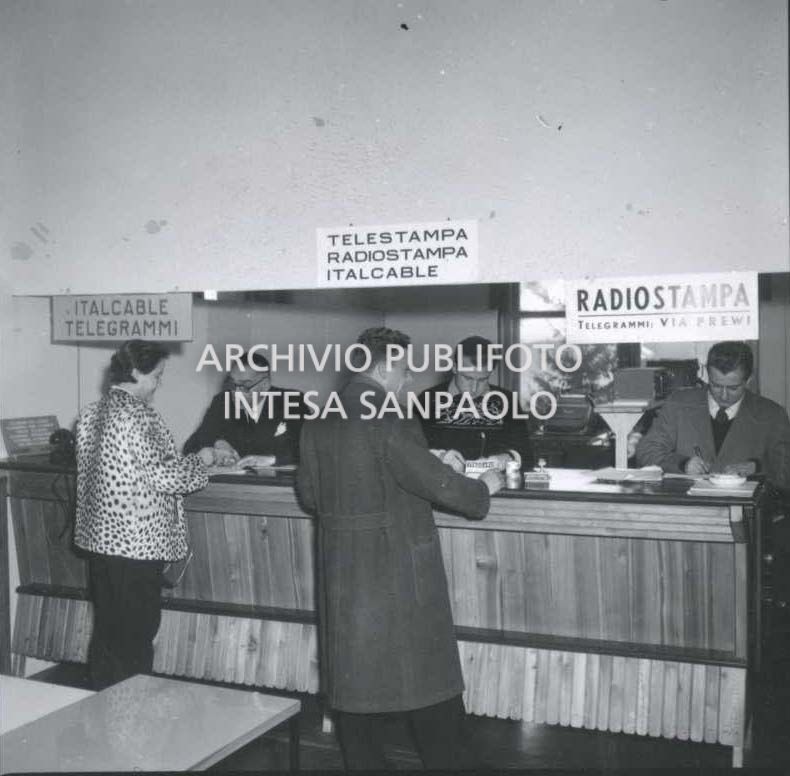 TELESTAMPA
RADIOSTAMPA
ITALCABLE
ITALCABLE
TELEGRAMMI
RADIOSTAMPA
TELEGRAMMI: VIA PREWI
ARCHIVIO PUBLIFOTO
INTESA SANPAOLO